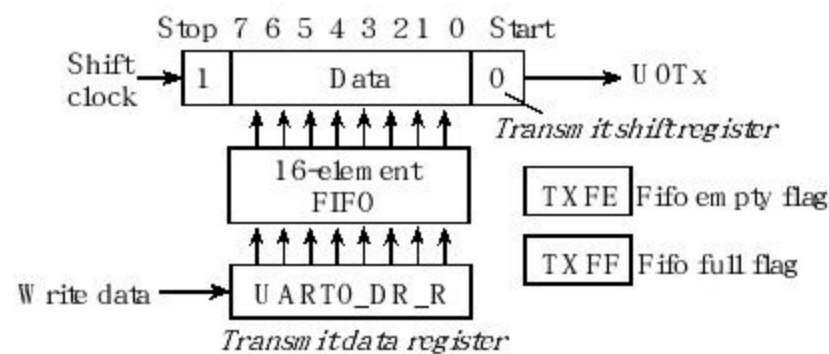 Stop 7 6 5 4 3 2 1 0 Start
Shift clock
1 Data 0
U0Tx
Transmit shift register
16-element
FIFO
TXFE Fifo empty flag
TXFF Fifo full flag
Write data
UART0_DR_R
Transmit data register